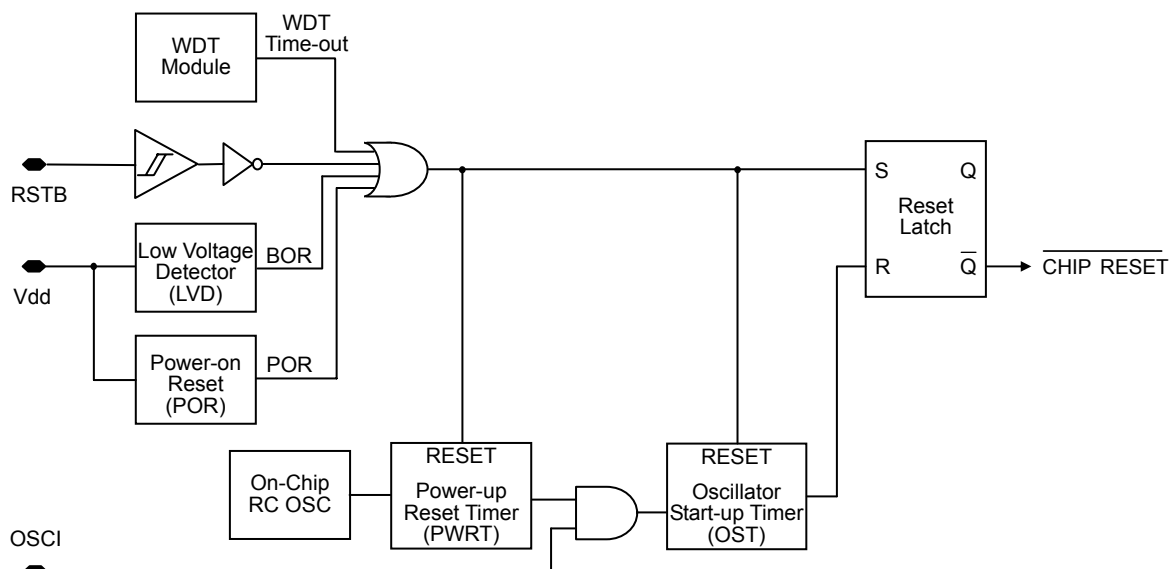 WDT
Module
WDT
Time-out
RSTB
Low Voltage
Detector
(LVD)
BOR
Vdd
Power-on
Reset
(POR)
POR
S
Q
Reset
Latch
R
Q
CHIP RESET
On-Chip
RC OSC
RESET
Power-up
Reset Timer
(PWRT)
RESET
Oscillator
Start-up Timer
(OST)
OSCI